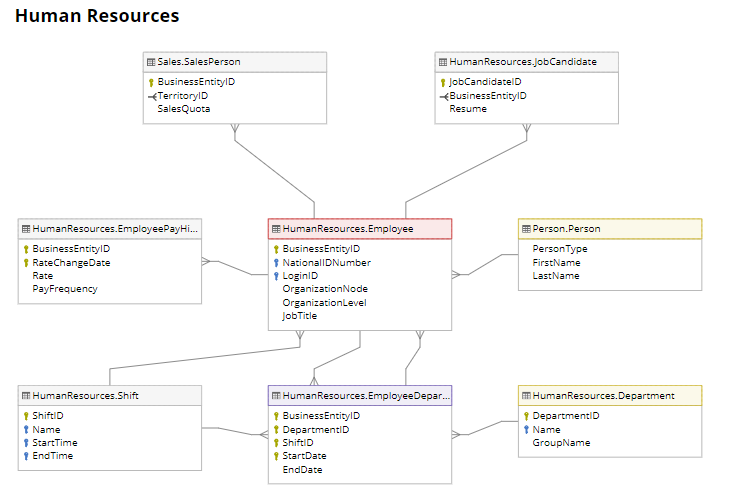 Human Resources
Sales.SalesPerson
BusinessEntityID
TerritoryID
SalesQuota
HumanResources.JobCandidate
JobCandidateID
BusinessEntityID
Resume
HumanResources.EmployeePayHi...
BusinessEntityID
RateChangeDate
Rate
PayFrequency
HumanResources.Employee
BusinessEntityID
NationalIDNumber
LoginID
OrganizationNode
OrganizationLevel
JobTitle
Person.Person
PersonType
FirstName
LastName
HumanResources.Shift
ShiftID
Name
StartTime
EndTime
HumanResources.EmployeeDepar...
BusinessEntityID
DepartmentID
ShiftID
StartDate
EndDate
HumanResources.Department
DepartmentID
Name
GroupName